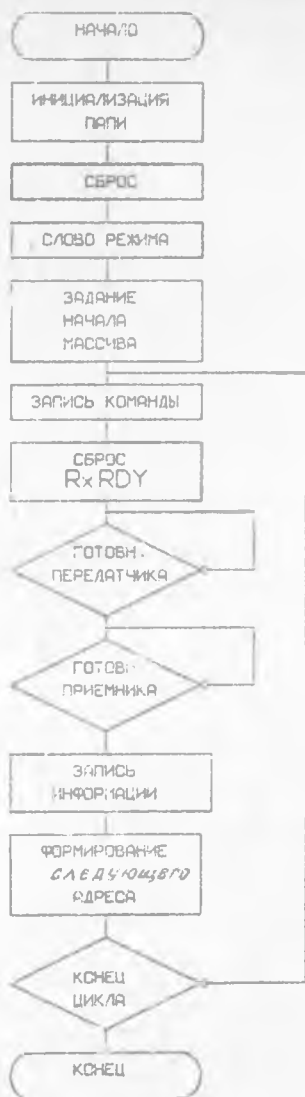 НАЧАЛО
ИНИЦИАЛИЗАЦИЯ
ПАПИ
СБРОС
СЛОВО РЕЖИМА
ЗАДАНИЕ
НАЧАЛА
МАССИВА
ЗАПИСЬ КОМАНДЫ
СБРОС
RxRDY
ГОТОВН.
ПЕРЕДАТЧИКА
ГОТОВН.
ПРИЕМНИКА
ЗАПИСЬ
ИНФОРМАЦИИ
ФОРМИРОВАНИЕ
СЛЕДУЮЩЕГО
АДРЕСА
КОНЕЦ
ЦИКЛА
КОНЕЦ